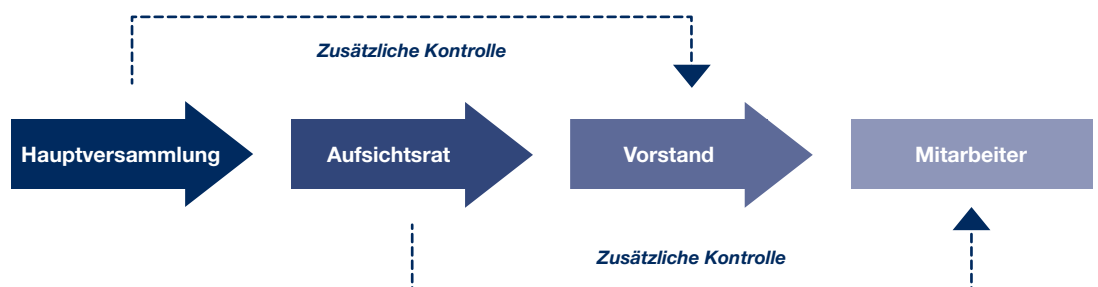 Zusätzliche Kontrolle
Hauptversammlung
Aufsichtsrat
Vorstand
Mitarbeiter
Zusätzliche Kontrolle